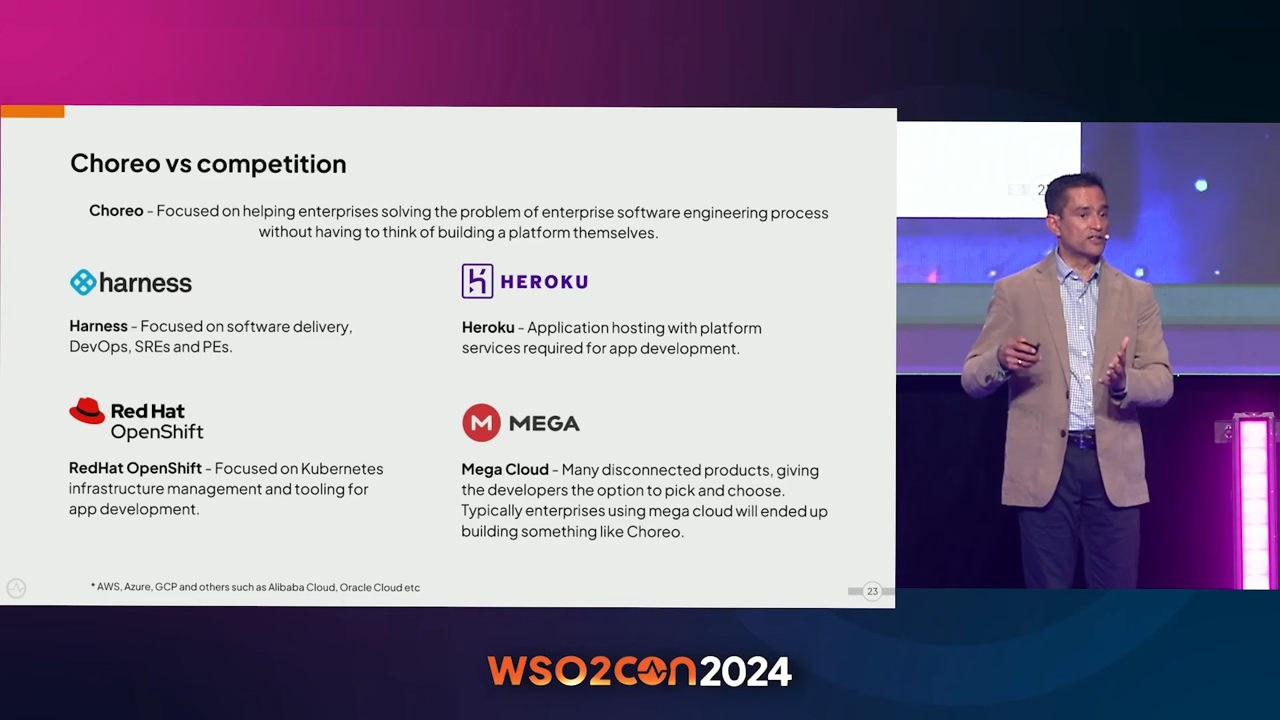 Choreo vs competition
Choreo - Focused on helping enterprises solving the problem of enterprise software engineering process
without having to think of building a platform themselves.
harness
Harness - Focused on software delivery,
DevOps, SREs and PEs.
HEROKU
Heroku - Application hosting with platform
services required for app development.
Red Hat
OpenShift
RedHat OpenShift - Focused on Kubernetes
infrastructure management and tooling for
app development.
M MEGA
Mega Cloud - Many disconnected products, giving
the developers the option to pick and choose.
Typically enterprises using mega cloud will ended up
building something like Choreo.
* AWS, Azure, GCP and others such as Alibaba Cloud, Oracle Cloud etc
23
WSO2CON2024